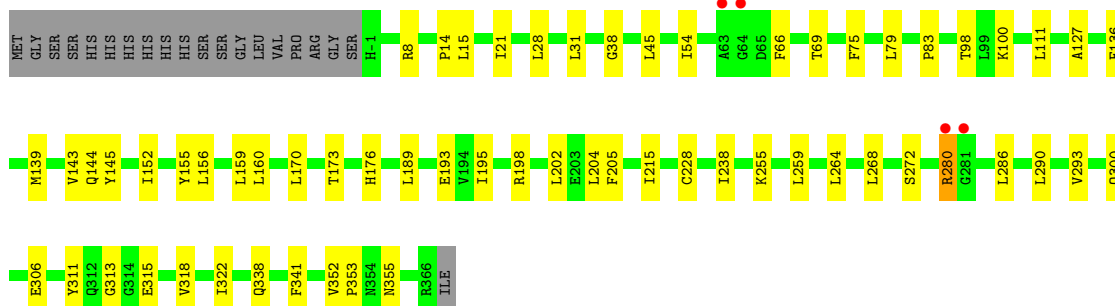 MET GLY SER SER HIS HIS HIS HIS HIS HIS SER SER GLY LEU VAL PRO ARG GLY SER H-1 R8 P14 L15 I21 L28 L31 G38 L45 I54 A63 G64 D65 F66 T69 F75 L79 P83 T98 L99 K100 L111 A127 E136
M139 V143 Q144 Y145 I152 Y155 L156 L159 L160 L170 T173 H176 L189 E193 V194 I195 R198 L202 E203 L204 F205 I215 C228 I238 K255 L259 L264 L268 S272 R280 G281 L286 L290 V293
E306 Y311 Q312 G313 G314 E315 V318 I322 Q338 F341 V352 P353 N354 N355 R366 ILE